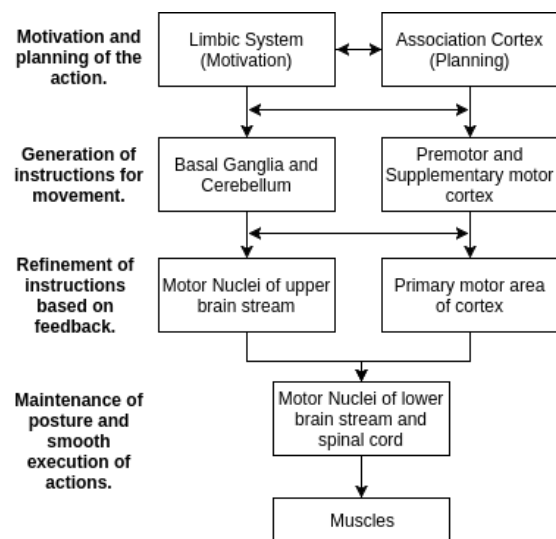 Motivation and
planning of the
action.
Limbic System
(Motivation)
Association Cortex
(Planning)
Generation of
instructions for
movement.
Basal Ganglia and
Cerebellum
Premotor and
Supplementary motor
cortex
Refinement of
instructions
based on
feedback.
Motor Nuclei of upper
brain stream
Primary motor area
of cortex
Maintenance of
posture and
smooth
execution of
actions.
Motor Nuclei of lower
brain stream and
spinal cord
Muscles